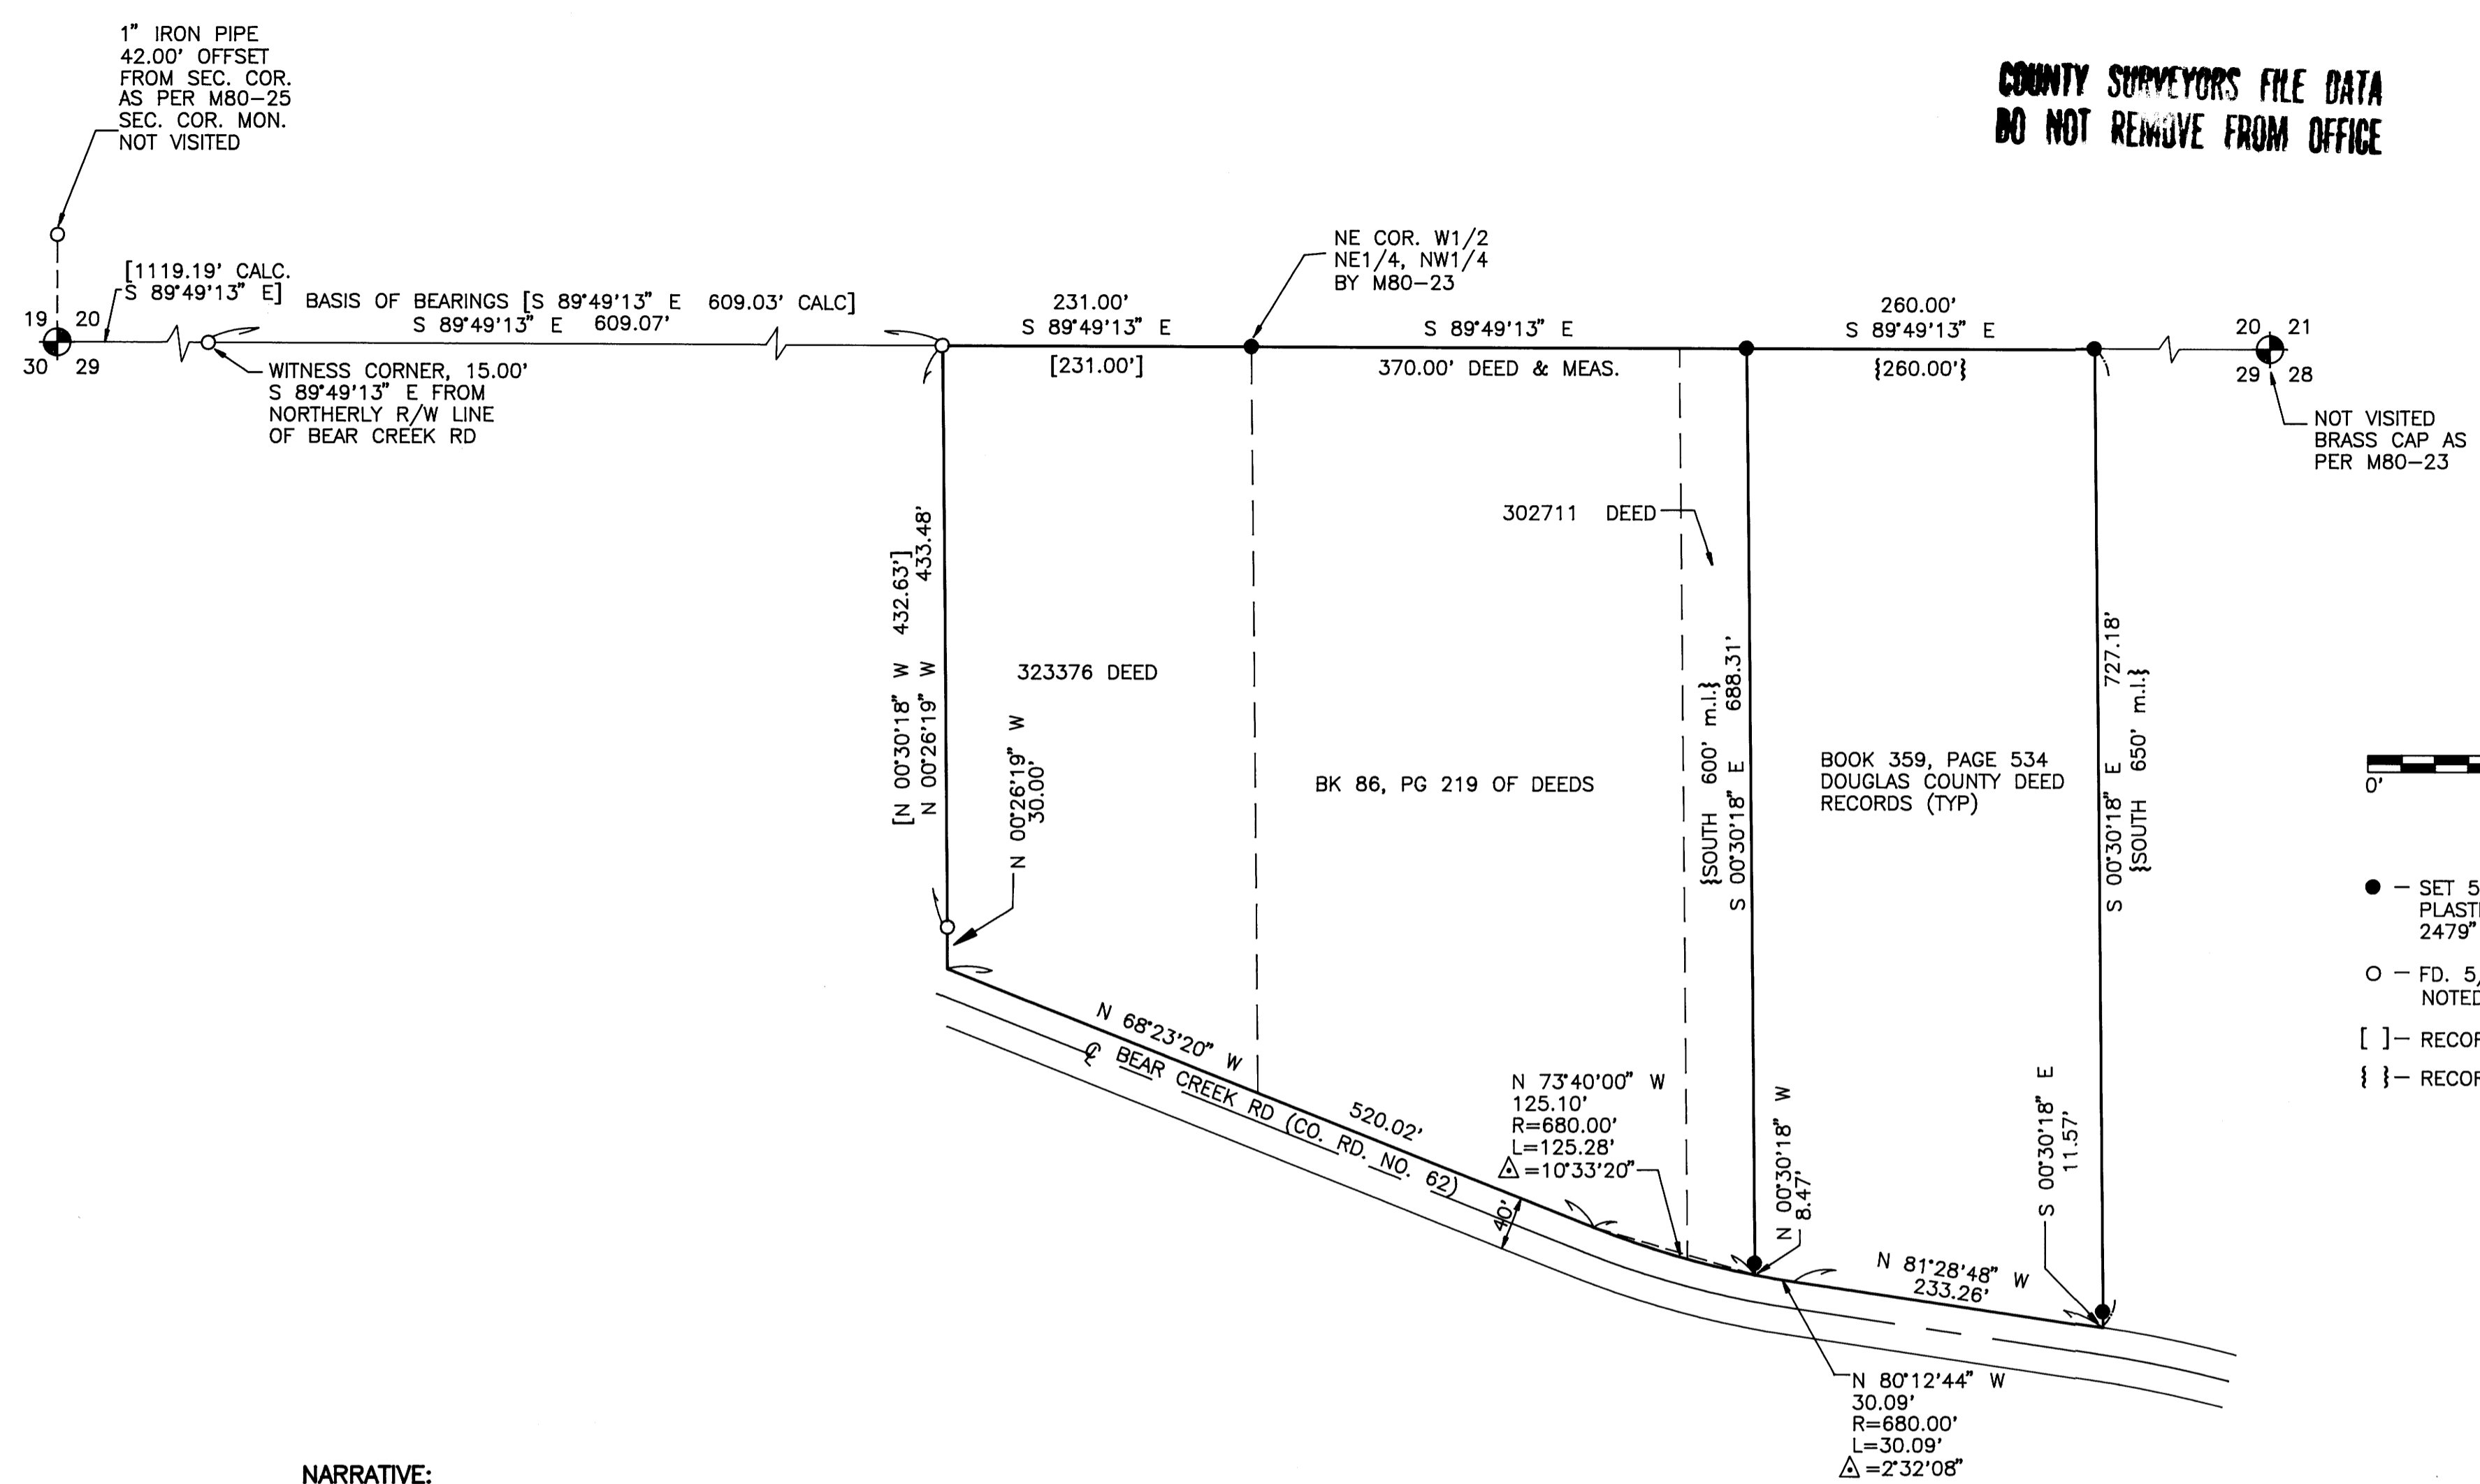 1" IRON PIPE
42.00' OFFSET
FROM SEC. COR.
AS PER M80-25
SEC. COR. MON.
NOT VISITED
COUNTY SURVEYORS FILE DATA
DO NOT REMOVE FROM OFFICE
[1119.19' CALC.
S 89°49'13" E]
19 20
30 29
BASIS OF BEARINGS [S 89°49'13" E 609.03' CALC]
S 89°49'13" E 609.07'
WITNESS CORNER, 15.00'
S 89°49'13" E FROM
NORTHERLY R/W LINE
OF BEAR CREEK RD
231.00'
S 89°49'13" E
[231.00']
NE COR. W1/2
NE1/4, NW1/4
BY M80-23
S 89°49'13" E
370.00' DEED & MEAS.
260.00'
S 89°49'13" E
{260.00'}
20 21
29 28
NOT VISITED
BRASS CAP AS
PER M80-23
302711 DEED
[N 00°30'18" W 432.63']
N 00°26'19" W 433.48'
323376 DEED
N 00°26'19" W
30.00'
BK 86, PG 219 OF DEEDS
{SOUTH 600' m.l.}
S 00°30'18" E 688.31'
BOOK 359, PAGE 534
DOUGLAS COUNTY DEED
RECORDS (TYP)
S 00°30'18" E 727.18'
{SOUTH 650' m.l.}
0'
SET 5
PLAST
2479"
FD. 5
NOTED
[ ]- RECOR
{ }- RECOR
N 68°23'20" W
520.02'
℄ BEAR CREEK RD (CO. RD. NO. 62)
40'
N 73°40'00" W
125.10'
R=680.00'
L=125.28'
=10°33'20"
N 00°30'18" W
8.47'
S 00°30'18" E
11.57'
N 81°28'48" W
233.26'
N 80°12'44" W
30.09'
R=680.00'
L=30.09'
=2°32'08"
NARRATIVE: